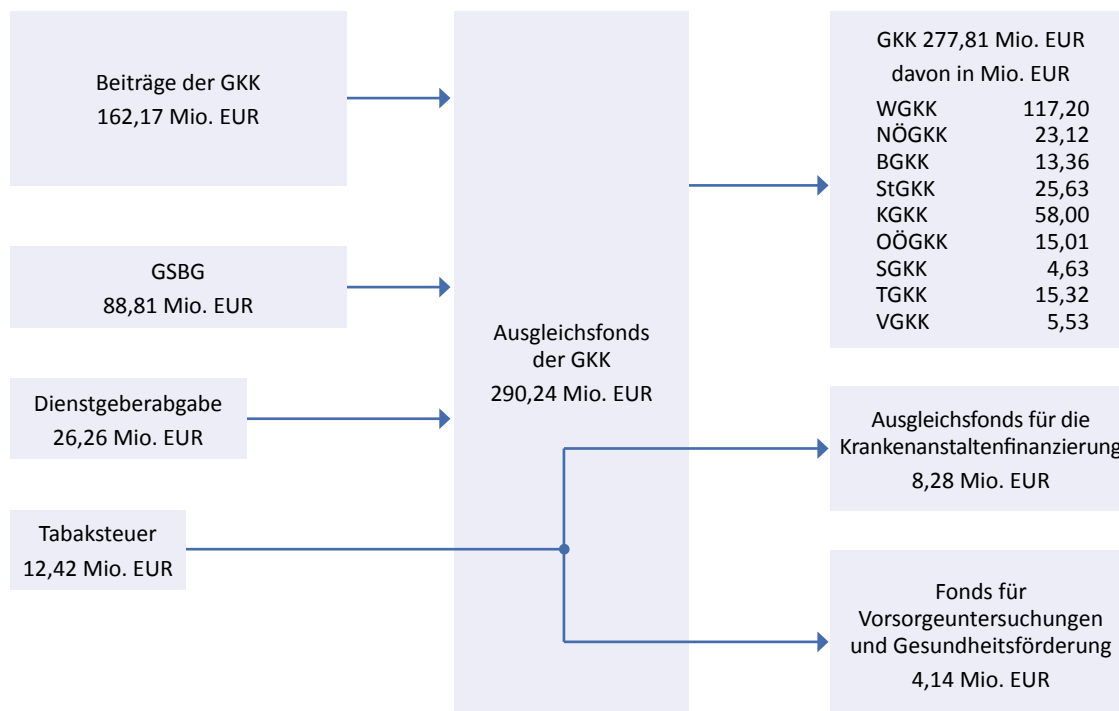 Beiträge der GKK
162,17 Mio. EUR
GSBG
88,81 Mio. EUR
Dienstgeberabgabe
26,26 Mio. EUR
Tabaksteuer
12,42 Mio. EUR
Ausgleichsfonds
der GKK
290,24 Mio. EUR
GKK 277,81 Mio. EUR
davon in Mio. EUR
WGKK 117,20
NÖGKK 23,12
BGKK 13,36
StGKK 25,63
KGKK 58,00
OÖGKK 15,01
SGKK 4,63
TGKK 15,32
VGKK 5,53
Ausgleichsfonds für die
Krankenanstaltenfinanzierung
8,28 Mio. EUR
Fonds für
Vorsorgeuntersuchungen
und Gesundheitsförderung
4,14 Mio. EUR